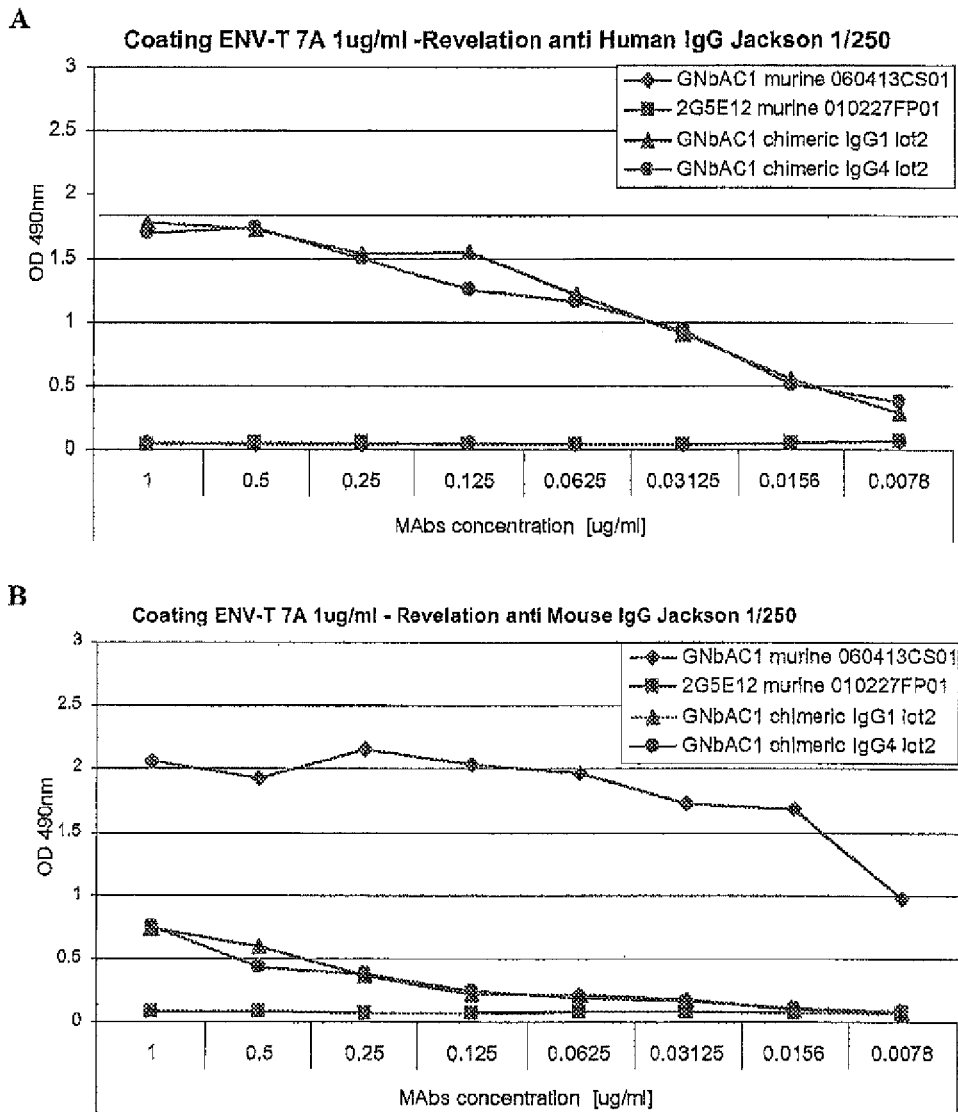 A
Coating ENV-T 7A 1ug/ml -Revelation anti Human IgG Jackson 1/250
3
2.5
2
1.5
1
0.5
0
OD 490nm
GNbAC1 murine 060413CS01
2G5E12 murine 010227FP01
GNbAC1 chimeric IgG1 lot2
GNbAC1 chimeric IgG4 lot2
1 0.5 0.25 0.125 0.0625 0.03125 0.0156 0.0078
MAbs concentration [ug/ml]
B
Coating ENV-T 7A 1ug/ml - Revelation anti Mouse IgG Jackson 1/250
3
2.5
2
1.5
1
0.5
0
OD 490nm
GNbAC1 murine 060413CS01
2G5E12 murine 010227FP01
GNbAC1 chimeric IgG1 lot2
GNbAC1 chimeric IgG4 lot2
1 0.5 0.25 0.125 0.0625 0.03125 0.0156 0.0078
MAbs concentration [ug/ml]